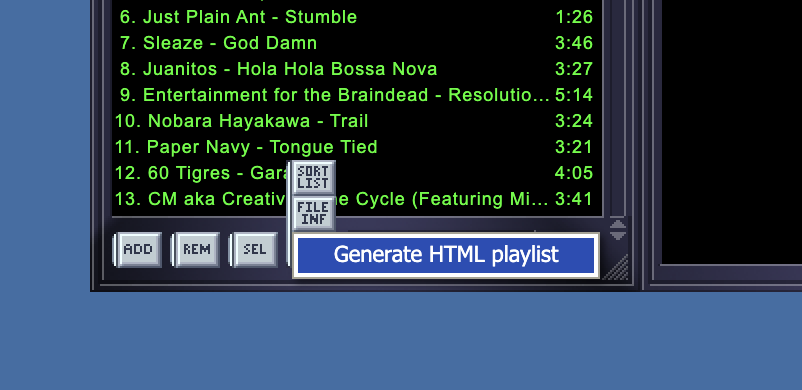 6. Just Plain Ant - Stumble 1:26
7. Sleaze - God Damn 3:46
8. Juanitos - Hola Hola Bossa Nova 3:27
9. Entertainment for the Braindead - Resolutio... 5:14
10. Nobara Hayakawa - Trail 3:24
11. Paper Navy - Tongue Tied 3:21
12. 60 Tigres - Gara 4:05
SORT
LIST
13. CM aka Creativ e Cycle (Featuring Mi... 3:41
FILE
INF
ADD REM SEL
Generate HTML playlist